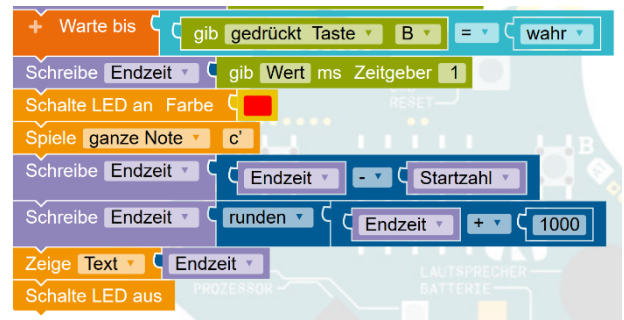 + Warte bis gib gedrückt Taste B = wahr
Schreibe Endzeit gib Wert ms Zeitgeber 1
Schalte LED an Farbe
RESET
Spiele ganze Note c'
B
Schreibe Endzeit Endzeit - Startzahl
Schreibe Endzeit runden Endzeit + 1000
Zeige Text Endzeit
LAUTSPRECHER
Schalte LED aus
PROZESSOR
BATTERIE